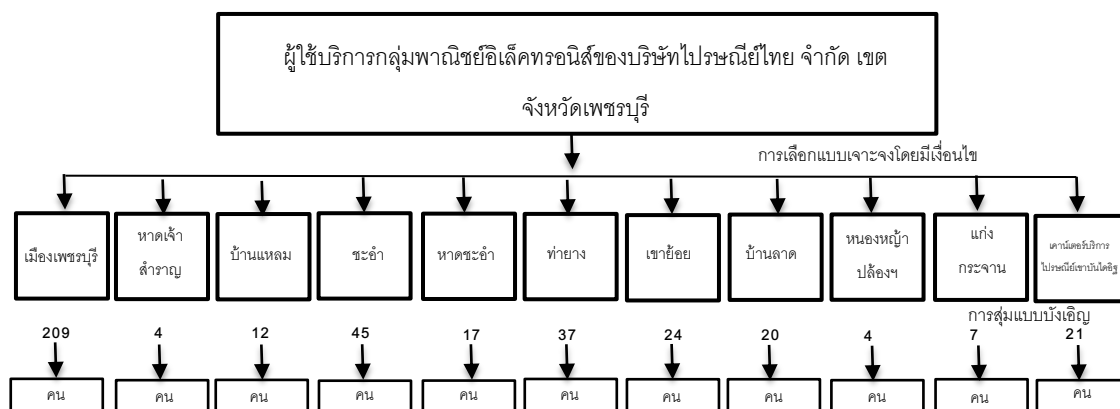 ผู้ใช้บริการกลุ่มพาณิชย์อิเล็คทรอนิส์ของบริษัทไปรษณีย์ไทย จำกัด เขต
จังหวัดเพชรบุรี
การเลือกแบบเจาะจงโดยมีเงื่อนไข
เมืองเพชรบุรี
หาดเจ้า
สำราญ
บ้านแหลม
ชะอำ
หาดชะอำ
ท่ายาง
เขาย้อย
บ้านลาด
หนองหญ้า
ปล้องฯ
แก่ง
กระจาน
เคาน์เตอร์บริการ
ไปรษณีย์เขาบันไดอิฐ
การสุ่มแบบบังเอิญ
209 4 12 45 17 37 24 20 4 7 21
คน คน คน คน คน คน คน คน คน คน คน